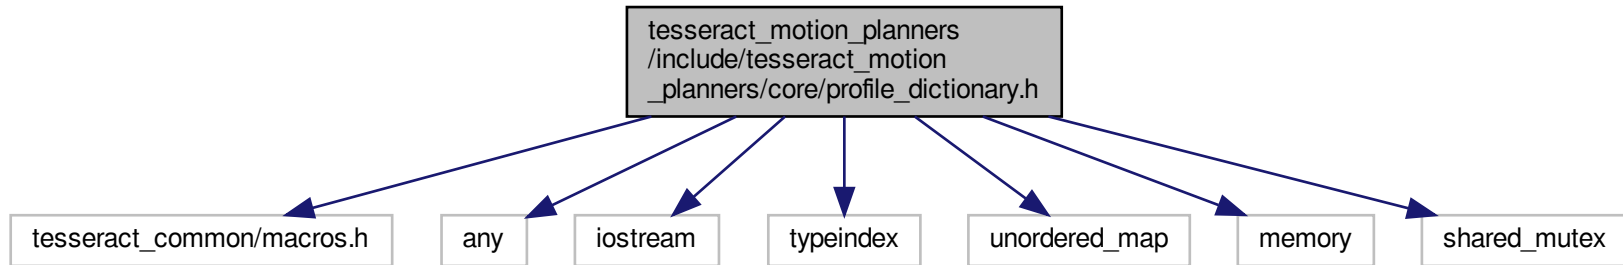 tesseract_motion_planners
/include/tesseract_motion
_planners/core/profile_dictionary.h
tesseract_common/macros.h
any
iostream
typeindex
unordered_map
memory
shared_mutex